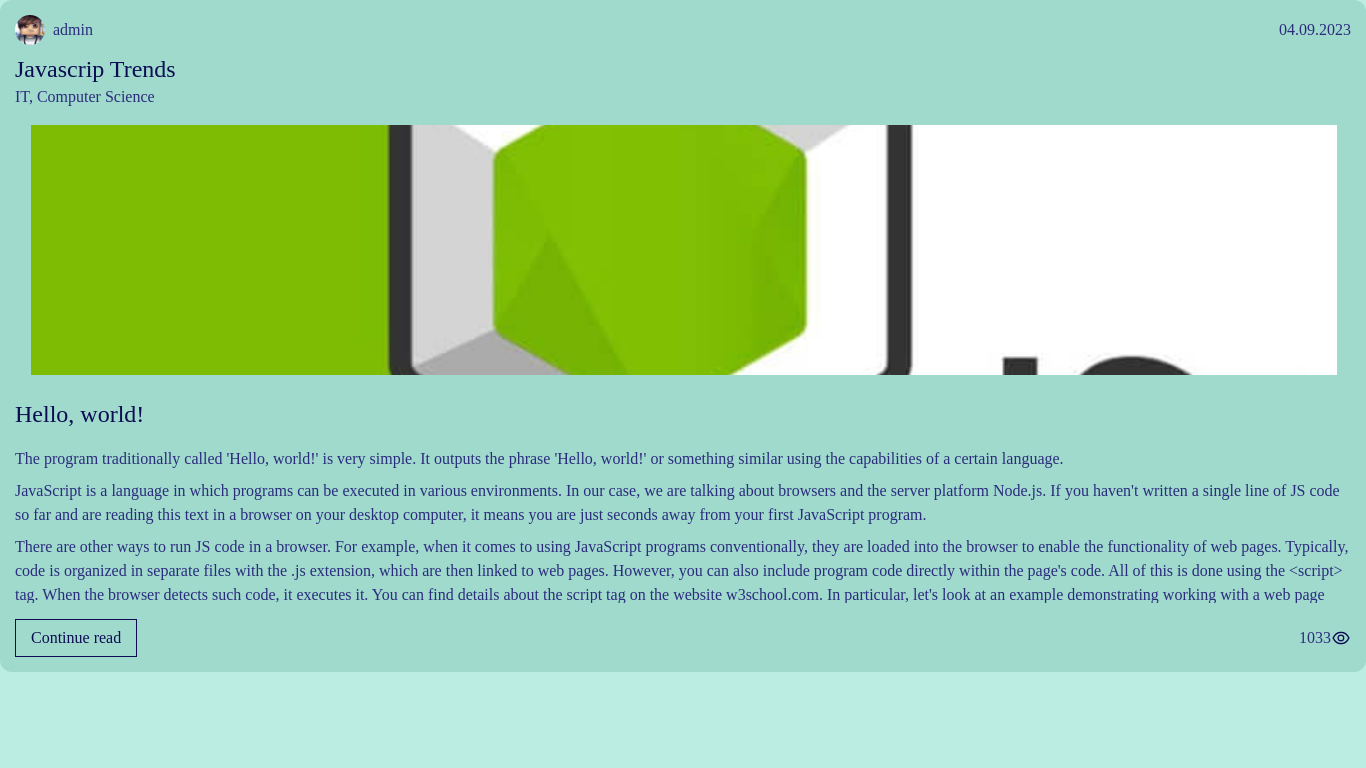 admin
04.09.2023
Javascrip Trends
IT, Computer Science
Hello, world!
The program traditionally called 'Hello, world!' is very simple. It outputs the phrase 'Hello, world!' or something similar using the capabilities of a certain language.
JavaScript is a language in which programs can be executed in various environments. In our case, we are talking about browsers and the server platform Node.js. If you haven't written a single line of JS code
so far and are reading this text in a browser on your desktop computer, it means you are just seconds away from your first JavaScript program.
There are other ways to run JS code in a browser. For example, when it comes to using JavaScript programs conventionally, they are loaded into the browser to enable the functionality of web pages. Typically,
code is organized in separate files with the .js extension, which are then linked to web pages. However, you can also include program code directly within the page's code. All of this is done using the <script>
tag. When the browser detects such code, it executes it. You can find details about the script tag on the website w3school.com. In particular, let's look at an example demonstrating working with a web page
Continue read
1033